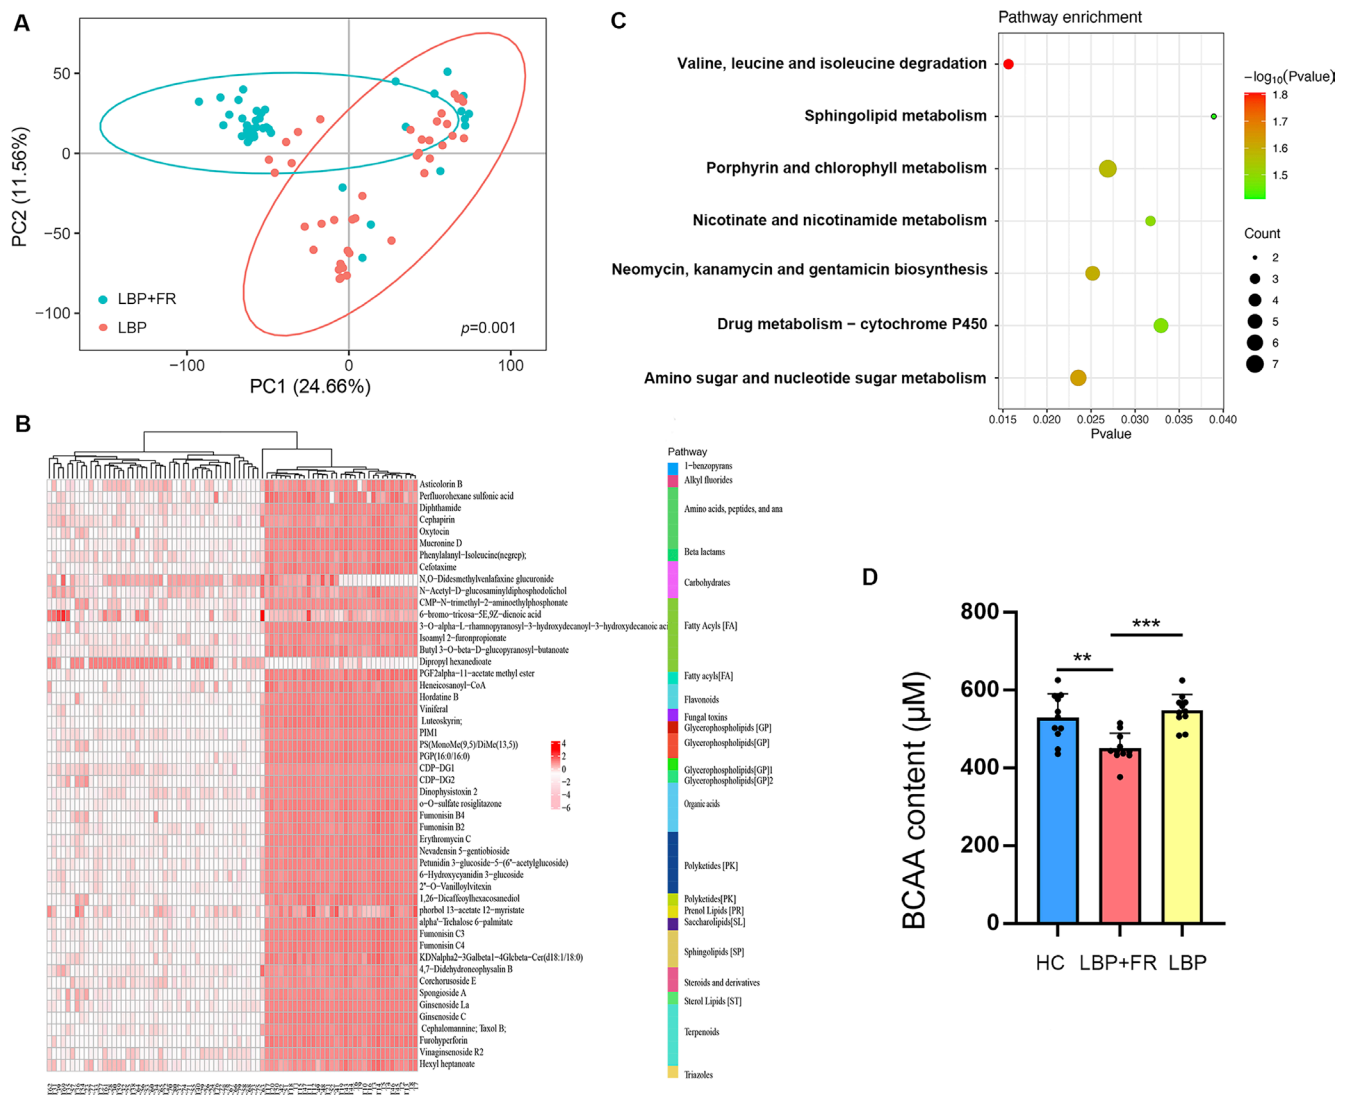 A
50
0
−50
−100
PC2 (11.56%)
LBP+FR
LBP
p=0.001
−100
0
100
PC1 (24.66%)
C
Pathway enrichment
Valine, leucine and isoleucine degradation
Sphingolipid metabolism
Porphyrin and chlorophyll metabolism
Nicotinate and nicotinamide metabolism
Neomycin, kanamycin and gentamicin biosynthesis
Drug metabolism − cytochrome P450
Amino sugar and nucleotide sugar metabolism
0.015 0.020 0.025 0.030 0.035 0.040
Pvalue
−log10(Pvalue)
1.8
1.7
1.6
1.5
Count
2
3
4
5
6
7
B
Asticolorin B
Perfluorohexane sulfonic acid
Diphthamide
Cephapirin
Oxytocin
Mucronine D
Phenylalanyl−Isoleucine(negrep);
Cefotaxime
N,O−Didesmethylvenlafaxine glucuronide
N−Acetyl−D−glucosaminyldiphosphodolichol
CMP−N−trimethyl−2−aminoethylphosphonate
6−bromo−tricosa−5E,9Z−dienoic acid
3−O−alpha−L−rhamnopyranosyl−3−hydroxydecanoyl−3−hydroxydecanoic aci
Isoamyl 2−furonpropionate
Butyl 3−O−beta−D−glucopyranosyl−butanoate
Dipropyl hexanedioate
PGF2alpha−11−acetate methyl ester
Heneicosanoyl−CoA
Hordatine B
Viniferal
Luteoskyrin;
PIM1
PS(MonoMe(9,5)/DiMe(13,5))
PGP(16:0/16:0)
CDP−DG1
CDP−DG2
Dinophysistoxin 2
o−O−sulfate rosiglitazone
Fumonisin B4
Fumonisin B2
Erythromycin C
Nevadensin 5−gentiobioside
Petunidin 3−glucoside−5−(6"−acetylglucoside)
6−Hydroxycyanidin 3−glucoside
2"−O−Vanilloylvitexin
1,26−Dicaffeoylhexacosanediol
phorbol 13−acetate 12−myristate
alpha'−Trehalose 6−palmitate
Fumonisin C3
Fumonisin C4
KDNalpha2−3Galbeta1−4Glcbeta−Cer(d18:1/18:0)
4,7−Didehydroneophysalin B
Corchorusoside E
Spongioside A
Ginsenoside La
Ginsenoside C
Cephalomannine; Taxol B;
Furohyperforin
Vinaginsenoside R2
Hexyl heptanoate
4
2
0
−2
−4
−6
Pathway
1−benzopyrans
Alkyl fluorides
Amino acids, peptides, and ana
Beta lactams
Carbohydrates
Fatty Acyls [FA]
Fatty acyls[FA]
Flavonoids
Fungal toxins
Glycerophospholipids [GP]
Glycerophospholipids[GP]
Glycerophospholipids[GP]1
Glycerophospholipids[GP]2
Organic acids
Polyketides [PK]
Polyketides[PK]
Prenol Lipids [PR]
Saccharolipids[SL]
Sphingolipids [SP]
Steroids and derivatives
Sterol Lipids [ST]
Terpenoids
Triazoles
D
800
600
400
200
0
BCAA content (μM)
**
***
HC LBP+FR LBP